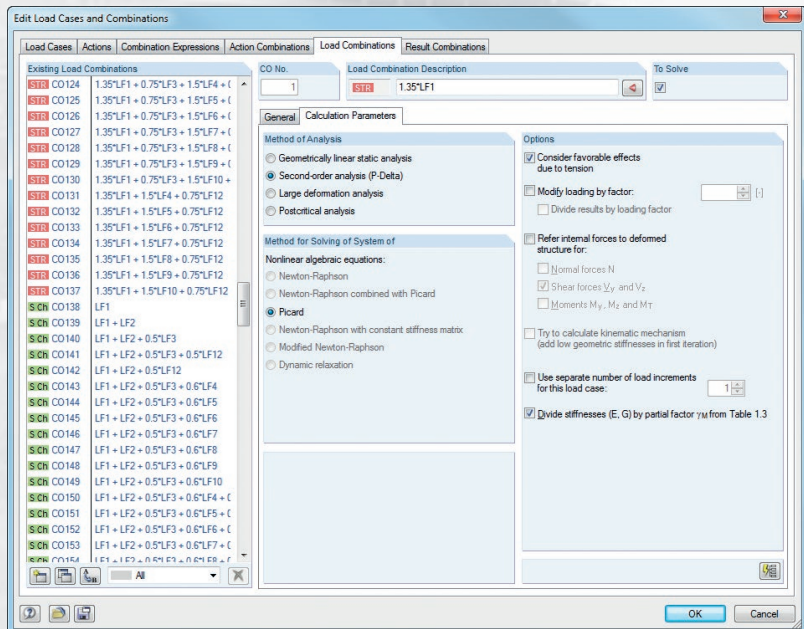 Edit Load Cases and Combinations
Load Cases Actions Combination Expressions Action Combinations Load Combinations Result Combinations
Existing Load Combinations
STR CO124 1.35*LF1 + 0.75*LF3 + 1.5*LF4 + (
STR CO125 1.35*LF1 + 0.75*LF3 + 1.5*LF5 + (
STR CO126 1.35*LF1 + 0.75*LF3 + 1.5*LF6 + (
STR CO127 1.35*LF1 + 0.75*LF3 + 1.5*LF7 + (
STR CO128 1.35*LF1 + 0.75*LF3 + 1.5*LF8 + (
STR CO129 1.35*LF1 + 0.75*LF3 + 1.5*LF9 + (
STR CO130 1.35*LF1 + 0.75*LF3 + 1.5*LF10 +
STR CO131 1.35*LF1 + 1.5*LF4 + 0.75*LF12
STR CO132 1.35*LF1 + 1.5*LF5 + 0.75*LF12
STR CO133 1.35*LF1 + 1.5*LF6 + 0.75*LF12
STR CO134 1.35*LF1 + 1.5*LF7 + 0.75*LF12
STR CO135 1.35*LF1 + 1.5*LF8 + 0.75*LF12
STR CO136 1.35*LF1 + 1.5*LF9 + 0.75*LF12
STR CO137 1.35*LF1 + 1.5*LF10 + 0.75*LF12
S Ch CO138 LF1
S Ch CO139 LF1 + LF2
S Ch CO140 LF1 + LF2 + 0.5*LF3
S Ch CO141 LF1 + LF2 + 0.5*LF3 + 0.5*LF12
S Ch CO142 LF1 + LF2 + 0.5*LF12
S Ch CO143 LF1 + LF2 + 0.5*LF3 + 0.6*LF4
S Ch CO144 LF1 + LF2 + 0.5*LF3 + 0.6*LF5
S Ch CO145 LF1 + LF2 + 0.5*LF3 + 0.6*LF6
S Ch CO146 LF1 + LF2 + 0.5*LF3 + 0.6*LF7
S Ch CO147 LF1 + LF2 + 0.5*LF3 + 0.6*LF8
S Ch CO148 LF1 + LF2 + 0.5*LF3 + 0.6*LF9
S Ch CO149 LF1 + LF2 + 0.5*LF3 + 0.6*LF10
S Ch CO150 LF1 + LF2 + 0.5*LF3 + 0.6*LF4 + (
S Ch CO151 LF1 + LF2 + 0.5*LF3 + 0.6*LF5 + (
S Ch CO152 LF1 + LF2 + 0.5*LF3 + 0.6*LF6 + (
S Ch CO153 LF1 + LF2 + 0.5*LF3 + 0.6*LF7 + (
S Ch CO154 LF1 + LF2 + 0.5*LF3 + 0.6*LF8 + (
All
CO No.
1
Load Combination Description
STR 1.35*LF1
To Solve
General Calculation Parameters
Method of Analysis
Geometrically linear static analysis
Second-order analysis (P-Delta)
Large deformation analysis
Postcritical analysis
Method for Solving of System of
Nonlinear algebraic equations:
Newton-Raphson
Newton-Raphson combined with Picard
Picard
Newton-Raphson with constant stiffness matrix
Modified Newton-Raphson
Dynamic relaxation
Options
Consider favorable effects
due to tension
Modify loading by factor: [-]
Divide results by loading factor
Refer internal forces to deformed
structure for:
Normal forces N
Shear forces Vy and Vz
Moments My, Mz and MT
Try to calculate kinematic mechanism
(add low geometric stiffnesses in first iteration)
Use separate number of load increments
for this load case: 1
Divide stiffnesses (E, G) by partial factor γM from Table 1.3
OK Cancel